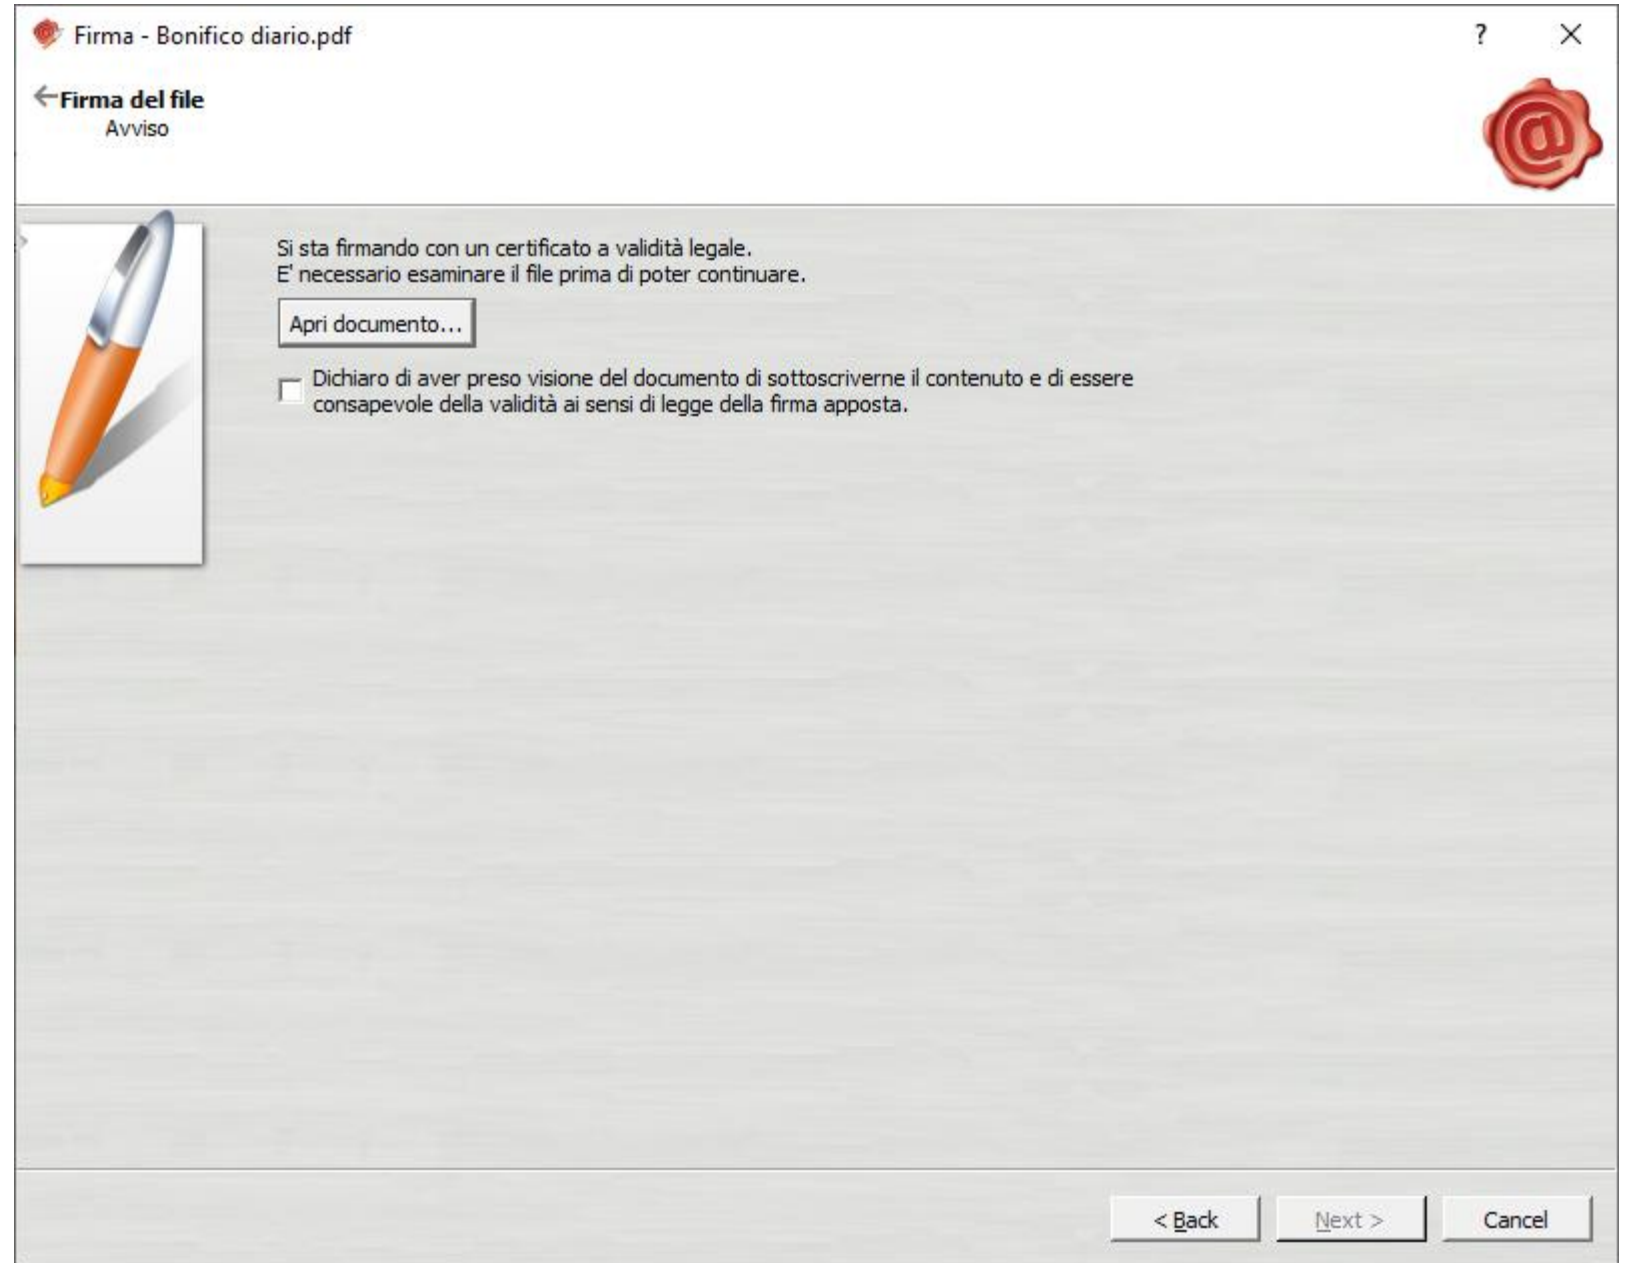 Firma - Bonifico diario.pdf
?
Firma del file
Avviso
@
Si sta firmando con un certificato a validità legale.
E' necessario esaminare il file prima di poter continuare.
Apri documento...
Dichiaro di aver preso visione del documento di sottoscriverne il contenuto e di essere
consapevole della validità ai sensi di legge della firma apposta.
< Back
Next >
Cancel